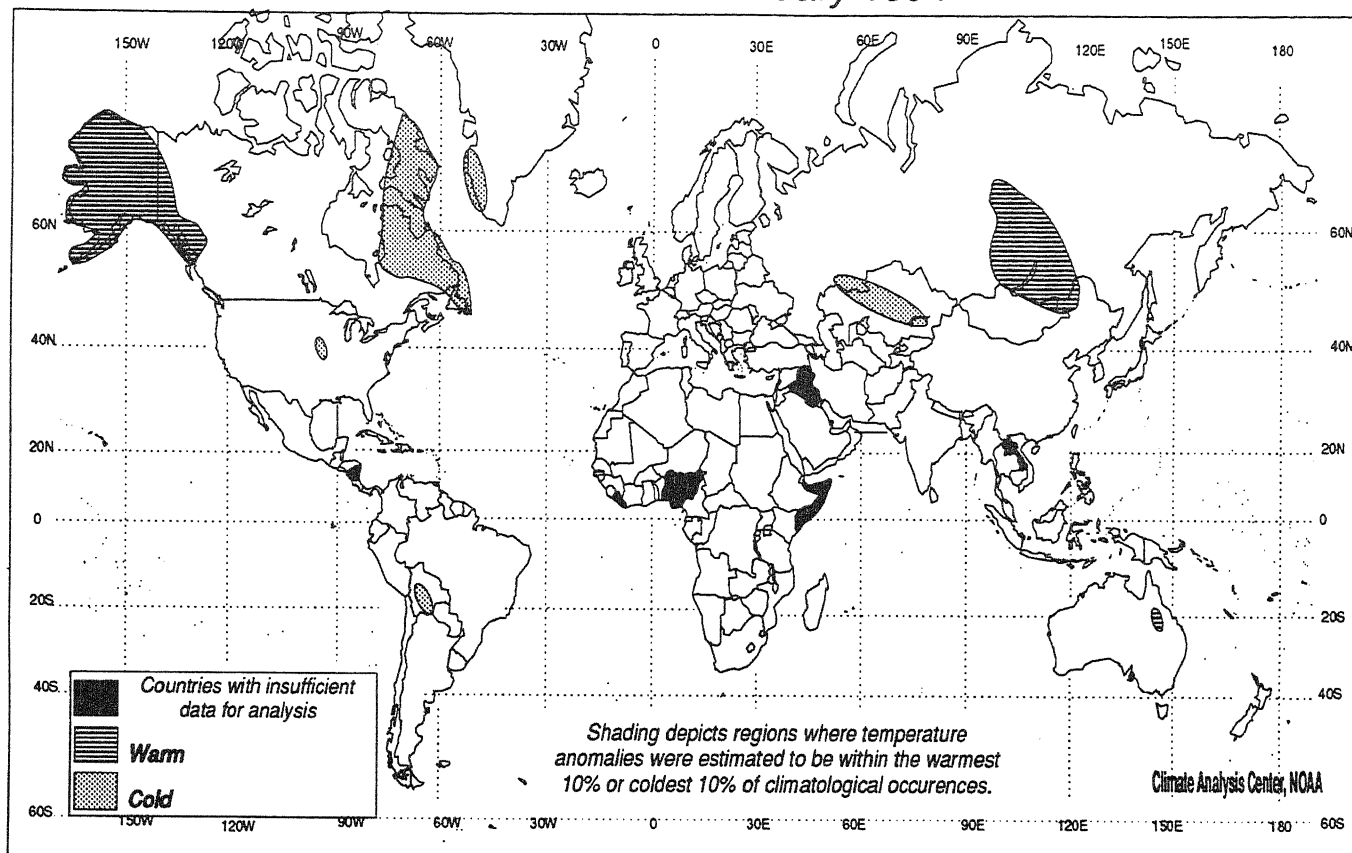 150W 120W 90W 60W 30W 0 30E 60E 90E 120E 150E 180
60N 60N
40N 40N
20N 20N
0 0
20S 20S
40S 40S
Countries with insufficient
data for analysis
Warm
Cold
Shading depicts regions where temperature
anomalies were estimated to be within the warmest
10% or coldest 10% of climatological occurences.
Climate Analysis Center, NOAA
60S 60S
150W 120W 90W 60W 30W 0 30E 60E 90E 120E 150E 180